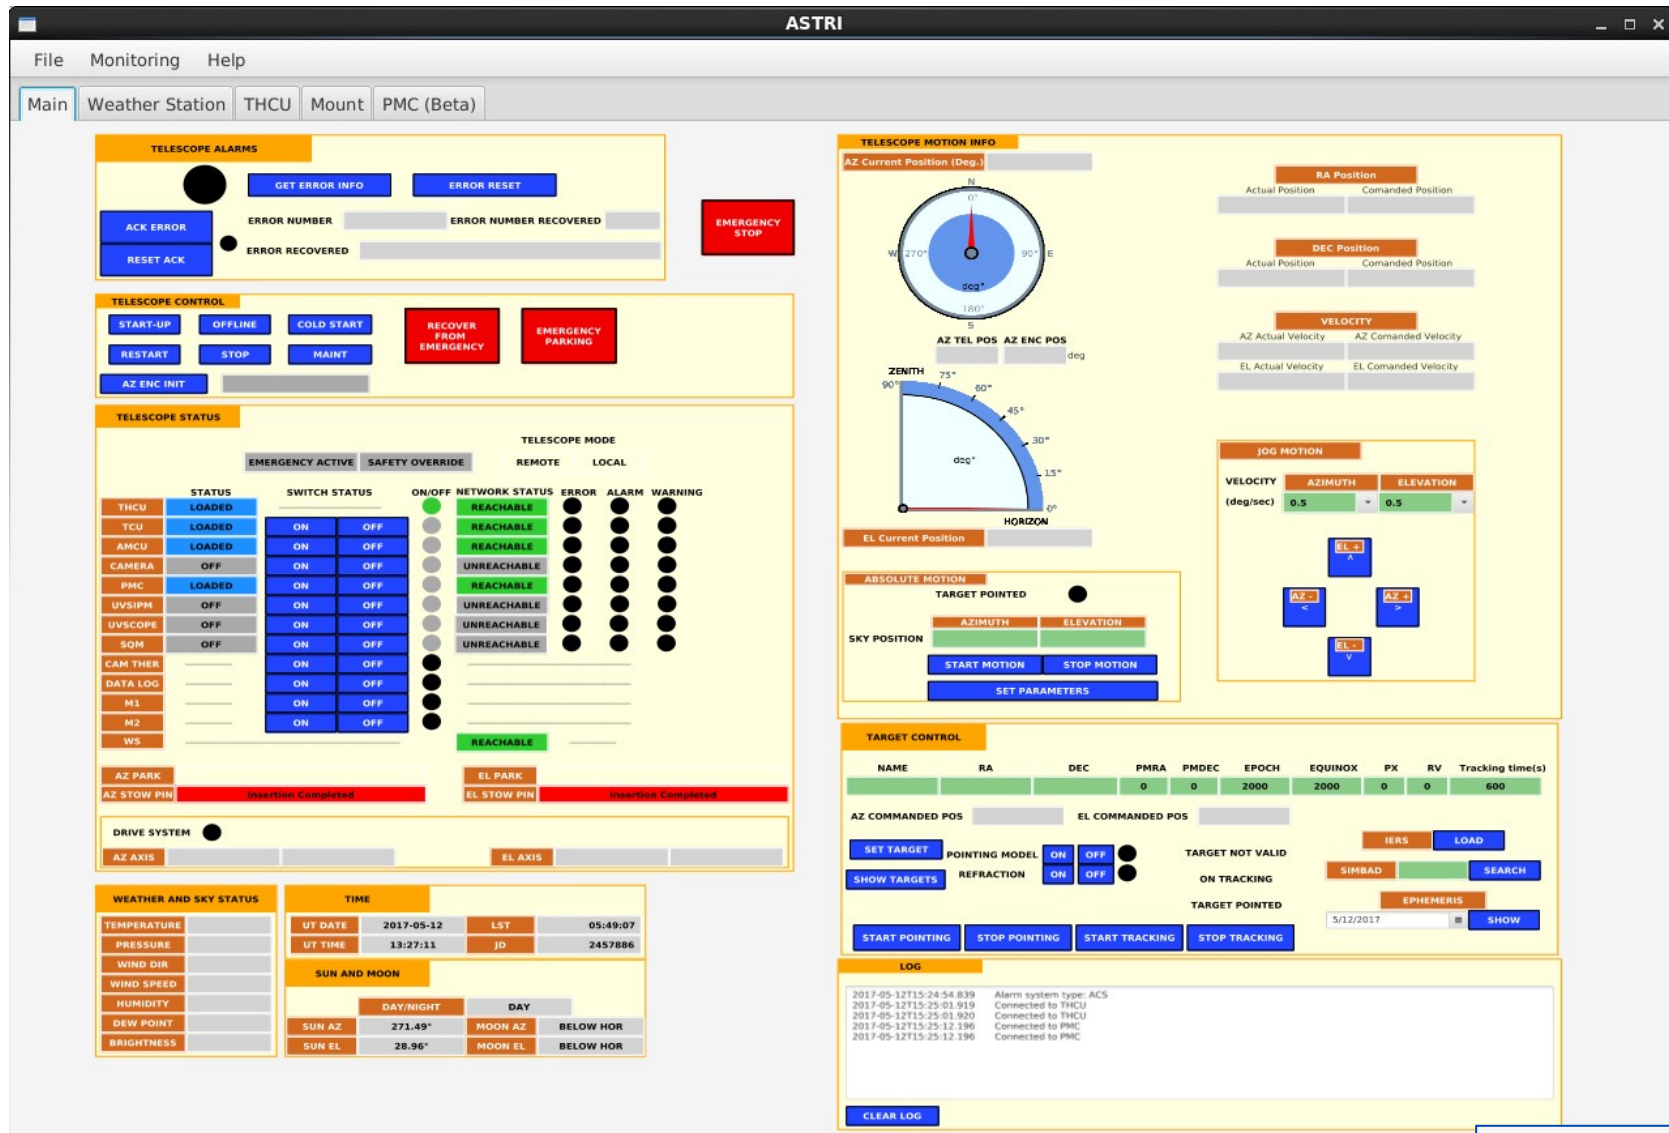 ASTRI
File Monitoring Help
Main Weather Station THCU Mount PMC (Beta)
TELESCOPE ALARMS
GET ERROR INFO ERROR RESET
ACK ERROR ERROR NUMBER ERROR NUMBER RECOVERED
RESET ACK ERROR RECOVERED
EMERGENCY STOP
TELESCOPE CONTROL
START-UP OFFLINE COLD START
RESTART STOP MAINT
AZ ENC INIT
RECOVER FROM EMERGENCY
EMERGENCY PARKING
TELESCOPE STATUS
TELESCOPE MODE
EMERGENCY ACTIVE SAFETY OVERRIDE REMOTE LOCAL
STATUS SWITCH STATUS ON/OFF NETWORK STATUS ERROR ALARM WARNING
THCU LOADED REACHABLE
TCU LOADED ON OFF REACHABLE
AMCU LOADED ON OFF REACHABLE
CAMERA OFF ON OFF UNREACHABLE
PMC LOADED ON OFF REACHABLE
UVSIPM OFF ON OFF UNREACHABLE
UVSCOPE OFF ON OFF UNREACHABLE
SQM OFF ON OFF UNREACHABLE
CAM THER ON OFF
DATA LOG ON OFF
M1 ON OFF
M2 ON OFF
WS REACHABLE
AZ PARK EL PARK
AZ STOW PIN Insertion Completed EL STOW PIN Insertion Completed
DRIVE SYSTEM
AZ AXIS EL AXIS
WEATHER AND SKY STATUS
TEMPERATURE
PRESSURE
WIND DIR
WIND SPEED
HUMIDITY
DEW POINT
BRIGHTNESS
TIME
UT DATE 2017-05-12 LST 05:49:07
UT TIME 13:27:11 JD 2457886
SUN AND MOON
DAY/NIGHT DAY
SUN AZ 271.49° MOON AZ BELOW HOR
SUN EL 28.96° MOON EL BELOW HOR
TELESCOPE MOTION INFO
AZ Current Position (Deg.)
N
0°
W 270° 90° E
deg°
180°
S
AZ TEL POS AZ ENC POS
deg
ZENITH
90° 75° 60° 45° 30° 15° 0°
deg°
HORIZON
EL Current Position
RA Position
Actual Position Comanded Position
DEC Position
Actual Position Comanded Position
VELOCITY
AZ Actual Velocity AZ Comanded Velocity
EL Actual Velocity EL Comanded Velocity
JOG MOTION
VELOCITY AZIMUTH ELEVATION
(deg/sec) 0.5 0.5
EL +
^
AZ - AZ +
< >
EL -
v
ABSOLUTE MOTION
TARGET POINTED
AZIMUTH ELEVATION
SKY POSITION
START MOTION STOP MOTION
SET PARAMETERS
TARGET CONTROL
NAME RA DEC PMRA PMDEC EPOCH EQUINOX PX RV Tracking time(s)
0 0 2000 2000 0 0 600
AZ COMMANDED POS EL COMMANDED POS
SET TARGET POINTING MODEL ON OFF TARGET NOT VALID
SHOW TARGETS REFRACTION ON OFF ON TRACKING
TARGET POINTED
IERS LOAD
SIMBAD SEARCH
EPHEMERIS
5/12/2017 SHOW
START POINTING STOP POINTING START TRACKING STOP TRACKING
LOG
2017-05-12T15:24:54.839 Alarm system type: ACS
2017-05-12T15:25:01.919 Connected to THCU
2017-05-12T15:25:01.920 Connected to THCU
2017-05-12T15:25:12.196 Connected to PMC
2017-05-12T15:25:12.196 Connected to PMC
CLEAR LOG